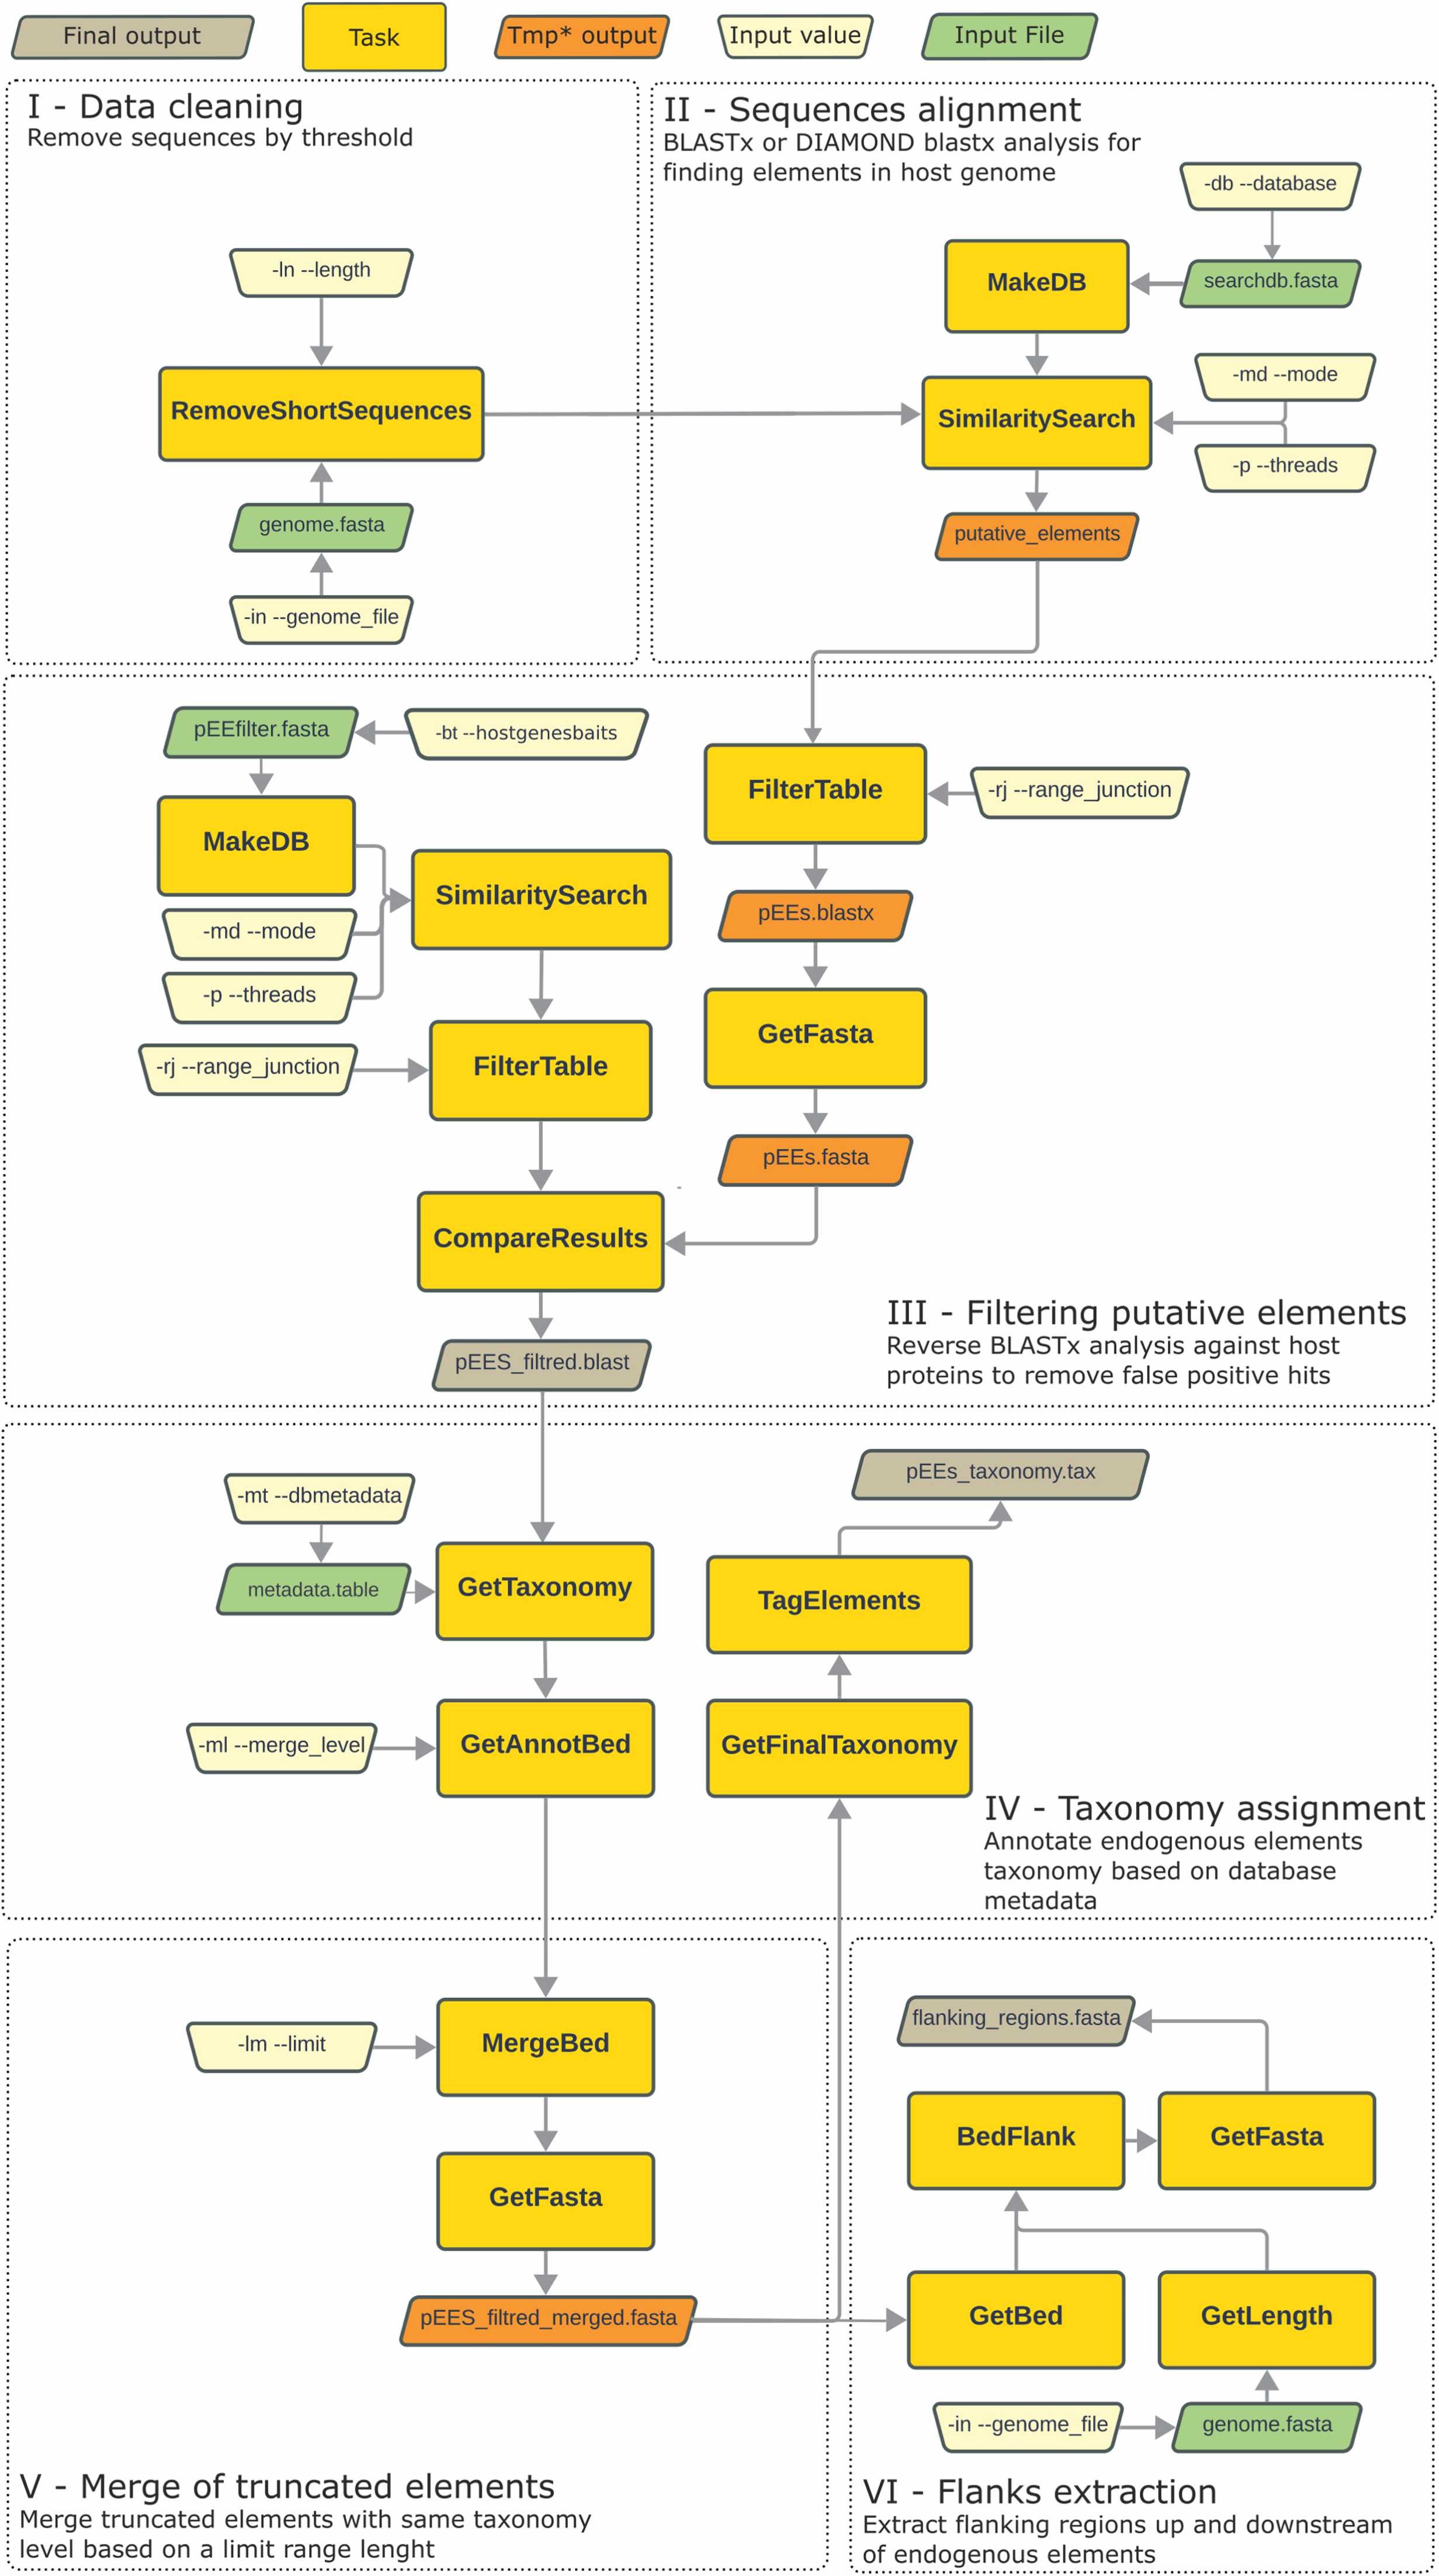 Final output
Task
Tmp* output
Input value
Input File
I - Data cleaning
Remove sequences by threshold
-ln --length
RemoveShortSequences
genome.fasta
-in --genome_file
II - Sequences alignment
BLASTx or DIAMOND blastx analysis for
finding elements in host genome
-db --database
MakeDB
searchdb.fasta
-md --mode
SimilaritySearch
-p --threads
putative_elements
pEEfilter.fasta
-bt --hostgenesbaits
MakeDB
SimilaritySearch
-md --mode
-p --threads
-rj --range_junction
FilterTable
CompareResults
pEES_filtred.blast
FilterTable
-rj --range_junction
pEEs.blastx
GetFasta
pEEs.fasta
III - Filtering putative elements
Reverse BLASTx analysis against host
proteins to remove false positive hits
-mt --dbmetadata
metadata.table
GetTaxonomy
-ml --merge_level
GetAnnotBed
pEEs_taxonomy.tax
TagElements
GetFinalTaxonomy
IV - Taxonomy assignment
Annotate endogenous elements
taxonomy based on database
metadata
-lm --limit
MergeBed
GetFasta
pEES_filtred_merged.fasta
V - Merge of truncated elements
Merge truncated elements with same taxonomy
level based on a limit range lenght
flanking_regions.fasta
BedFlank
GetFasta
GetBed
GetLength
-in --genome_file
genome.fasta
VI - Flanks extraction
Extract flanking regions up and downstream
of endogenous elements